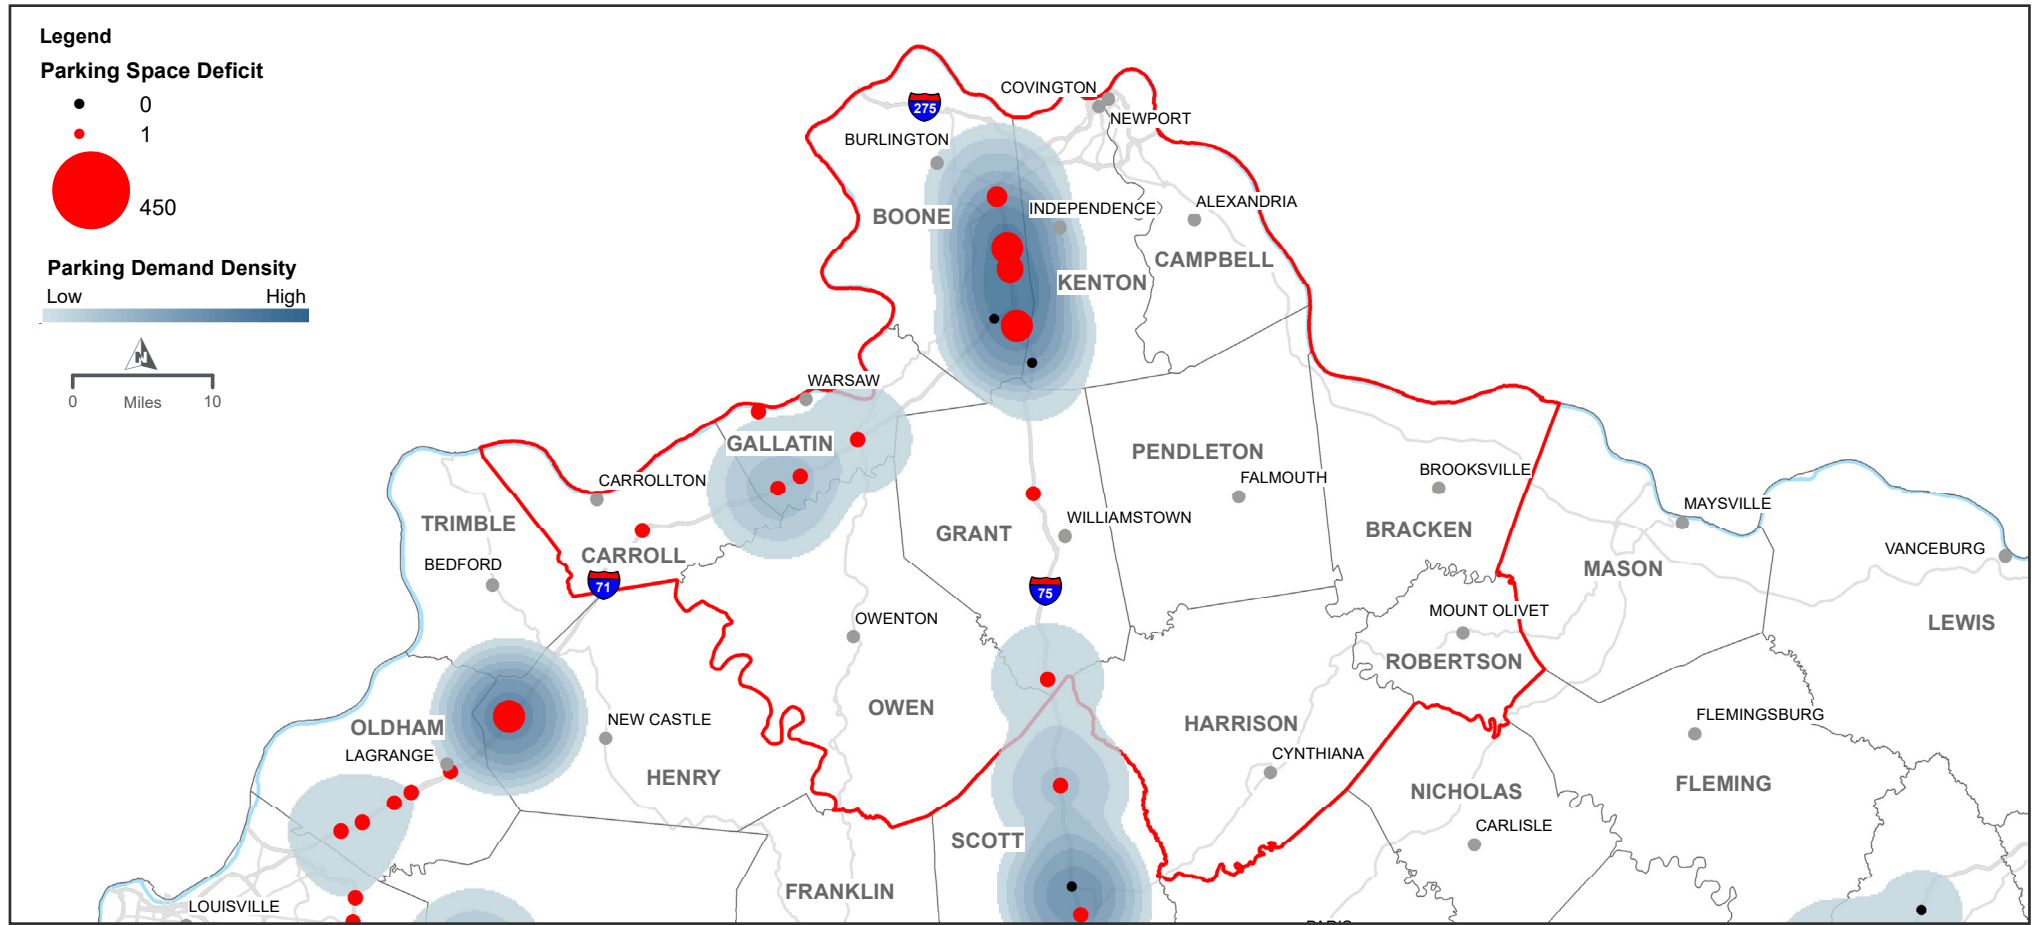 Legend
Parking Space Deficit
0
1
450
Parking Demand Density
Low High
N
0 Miles 10
COVINGTON
275
NEWPORT
BURLINGTON
INDEPENDENCE
ALEXANDRIA
BOONE
CAMPBELL
KENTON
WARSAW
GALLATIN
PENDLETON
CARROLLTON
FALMOUTH
BROOKSVILLE
MAYSVILLE
TRIMBLE
WILLIAMSTOWN
GRANT
BRACKEN
CARROLL
VANCEBURG
BEDFORD
MASON
71
75
MOUNT OLIVET
OWENTON
LEWIS
ROBERTSON
OWEN
NEW CASTLE
FLEMINGSBURG
OLDHAM
HARRISON
LAGRANGE
CYNTHIANA
HENRY
FLEMING
NICHOLAS
CARLISLE
SCOTT
FRANKLIN
LOUISVILLE